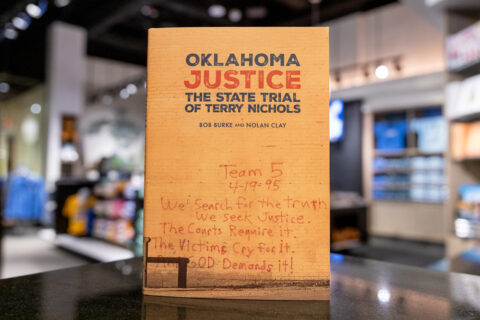 OKLAHOMA
JUSTICE
THE STATE TRIAL
OF TERRY NICHOLS
BOB BURKE AND NOLAN CLAY
Team 5
4-19-95
We Search for the truth
We seek Justice.
The Courts Require it.
The Victims Cry for it.
And GOD Demands it!